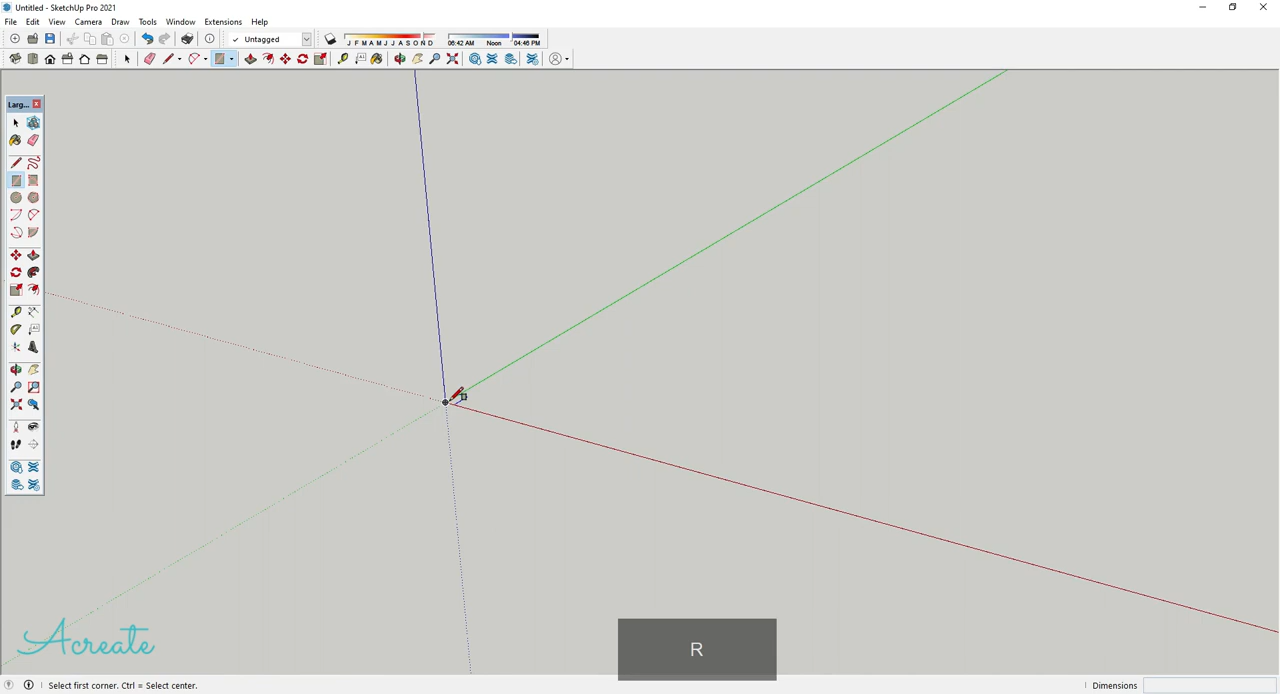 Untitled - SketchUp Pro 2021
File Edit View Camera Draw Tools Window Extensions Help
Untagged
J F M A M J J A S O N D
06:42 AM Noon 04:46 PM
Larg...
Acreate
R
Select first corner. Ctrl = Select center.
Dimensions